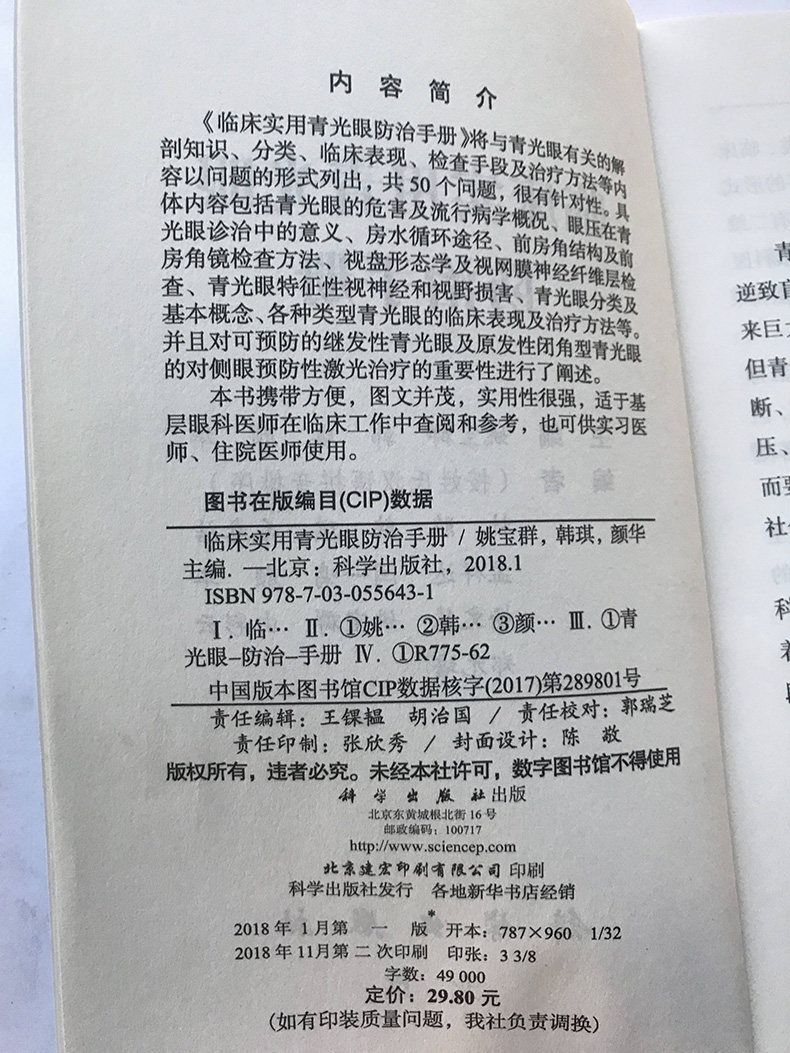 内 容 简 介
《临床实用青光眼防治手册》将与青光眼有关的解
剖知识、分类、临床表现、检查手段及治疗方法等内
容以问题的形式列出，共 50 个问题，很有针对性。具
体内容包括青光眼的危害及流行病学概况、眼压在青
光眼诊治中的意义、房水循环途径、前房角结构及前
房角镜检查方法、视盘形态学及视网膜神经纤维层检
查、青光眼特征性视神经和视野损害、青光眼分类及
基本概念、各种类型青光眼的临床表现及治疗方法等。
并且对可预防的继发性青光眼及原发性闭角型青光眼
的对侧眼预防性激光治疗的重要性进行了阐述。
本书携带方便，图文并茂，实用性很强，适于基
层眼科医师在临床工作中查阅和参考，也可供实习医
师、住院医师使用。
图书在版编目(CIP)数据
临床实用青光眼防治手册 / 姚宝群，韩琪，颜华
主编. —北京：科学出版社，2018.1
ISBN 978-7-03-055643-1
Ⅰ. 临… Ⅱ. ①姚… ②韩… ③颜… Ⅲ. ①青
光眼–防治–手册 Ⅳ. ①R775-62
中国版本图书馆CIP数据核字(2017)第289801号
责任编辑：王锞韫 胡治国 / 责任校对：郭瑞芝
责任印制：张欣秀 / 封面设计：陈 敬
版权所有，违者必究。未经本社许可，数字图书馆不得使用
科学出版社 出版
北京东黄城根北街 16 号
邮政编码：100717
http://www.sciencep.com
北京建宏印刷有限公司 印刷
科学出版社发行 各地新华书店经销
*
2018 年 1 月第 一 版 开本：787×960 1/32
2018 年 11 月第 二 次印刷 印张：3 3/8
字数：49 000
定价：29.80 元
(如有印装质量问题，我社负责调换)
青
逆致盲
来巨大
但青
断、
压、
而要
社
科
着